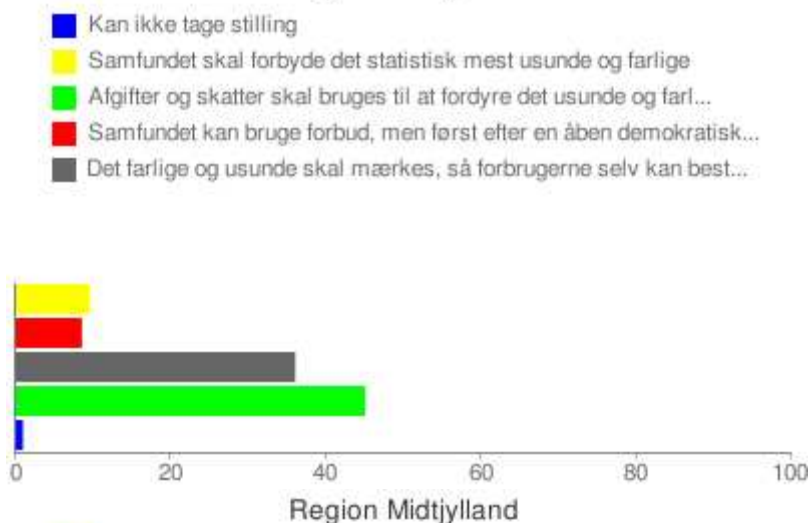 Kan ikke tage stilling
Samfundet skal forbyde det statistisk mest usunde og farlige
Afgifter og skatter skal bruges til at fordyre det usunde og farl...
Samfundet kan bruge forbud, men først efter en åben demokratisk...
Det farlige og usunde skal mærkes, så forbrugerne selv kan best...
0 20 40 60 80 100
Region Midtjylland